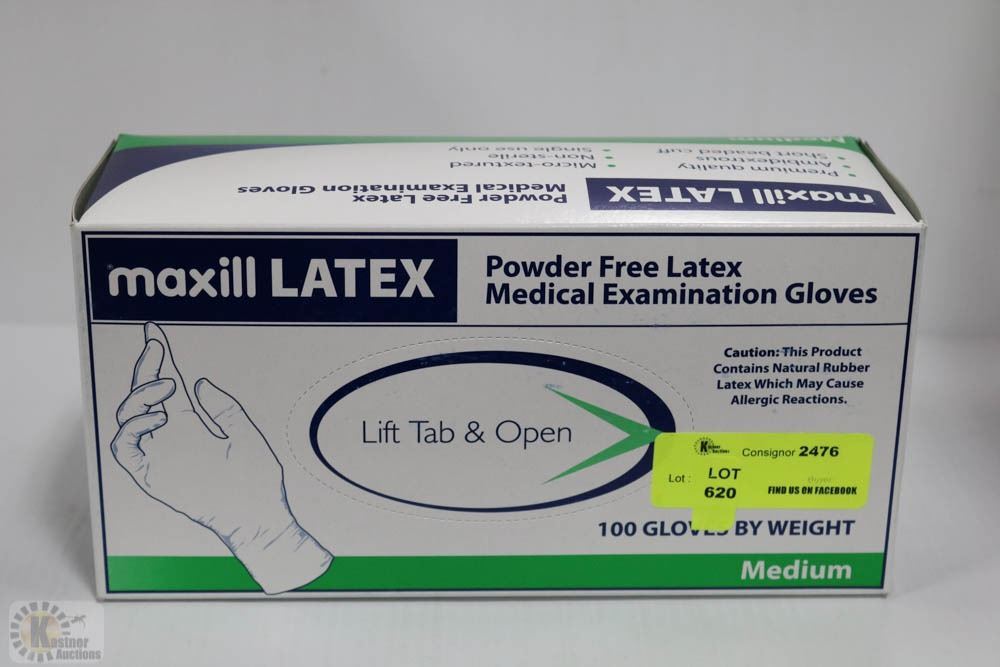 Medium
• Premium quality
• Ambidextrous
• Short beaded cuff
• Micro-textured
• Non-sterile
• Single use only
maxill LATEX
Powder Free Latex
Medical Examination Gloves
maxill LATEX
Powder Free Latex
Medical Examination Gloves
Caution: This Product
Contains Natural Rubber
Latex Which May Cause
Allergic Reactions.
Lift Tab & Open
Kastner
Auctions
Consignor 2476
Lot : LOT
620
Buyer
FIND US ON FACEBOOK
100 GLOVES BY WEIGHT
Medium
Kastner
Auctions